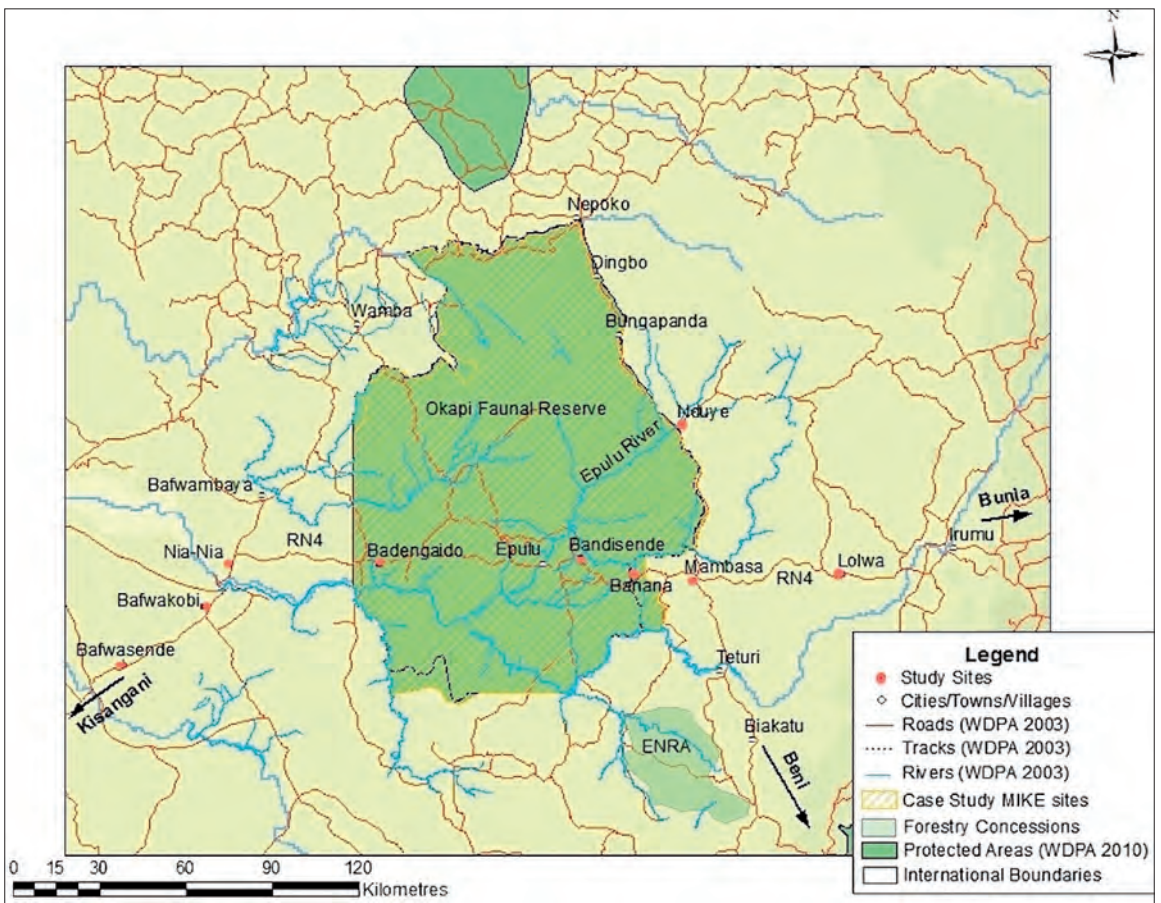 N
Nepoko
Dingbo
Bungapanda
Wamba
Okapi Faunal Reserve
Nduye
Epulu River
Bafwambaya
Bunia
RN4
Nia-Nia
Badengaido
Epulu
Bandisende
Irumu
Mambasa
Lolwa
RN4
Banana
Bafwakobi
Bafwasende
Kisangani
Teturi
Biakatu
ENRA
Beni
Legend
Study Sites
Cities/Towns/Villages
Roads (WDPA 2003)
Tracks (WDPA 2003)
Rivers (WDPA 2003)
Case Study MIKE sites
Forestry Concessions
Protected Areas (WDPA 2010)
International Boundaries
0 15 30 60 90 120
Kilometres